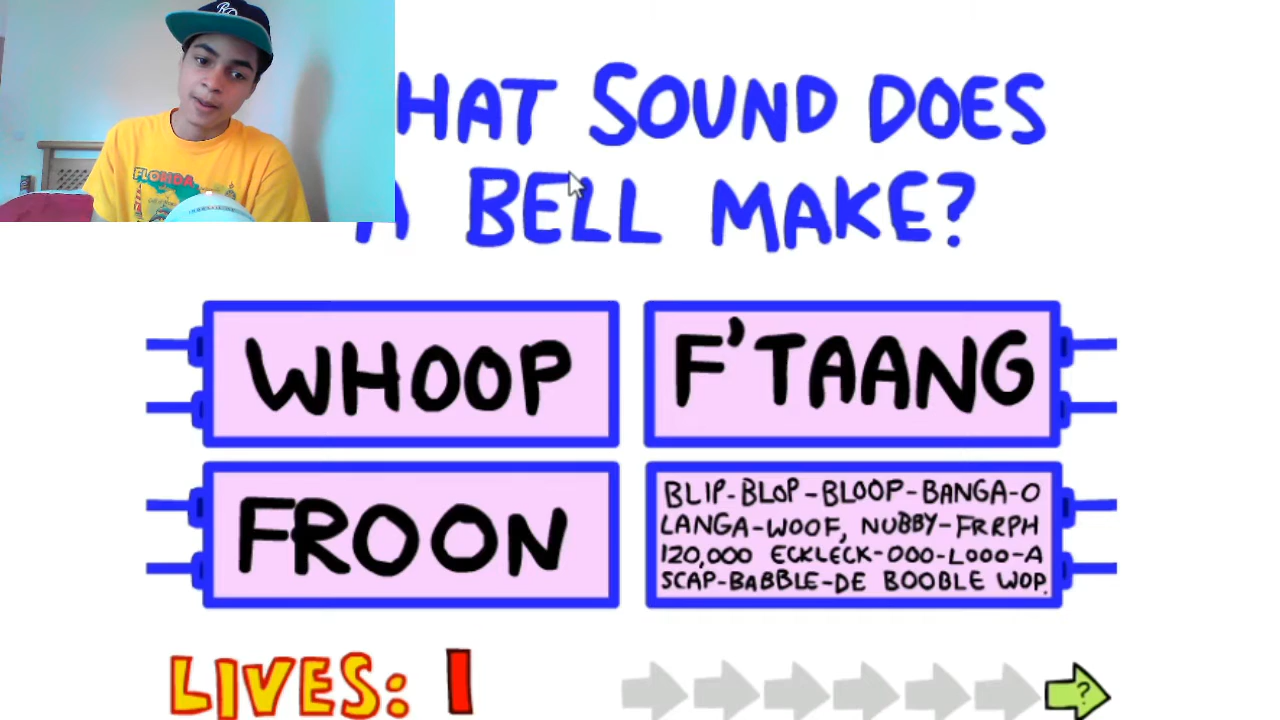 HAT SOUND DOES
A BELL MAKE?
WHOOP
F'TAANG
FROON
BLIP-BLOP-BLOOP-BANGA-O
LANGA-WOOF, NUBBY-FRRPH
120,000 ECKLECK-OOO-LOOO-A
SCAP-BABBLE-DE BOOBLE WOP.
LIVES: 1
?
FLORIDA